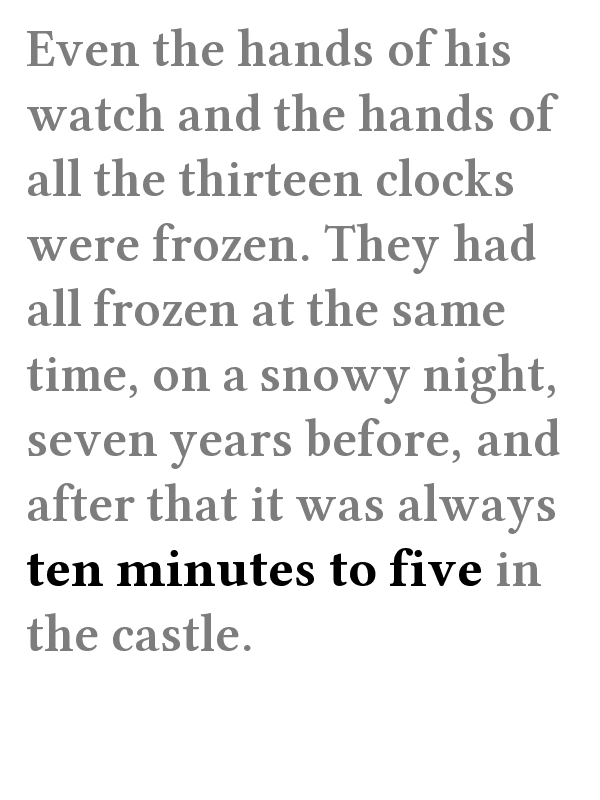 Even the hands of his
watch and the hands of
all the thirteen clocks
were frozen. They had
all frozen at the same
time, on a snowy night,
seven years before, and
after that it was always
ten minutes to five in
the castle.